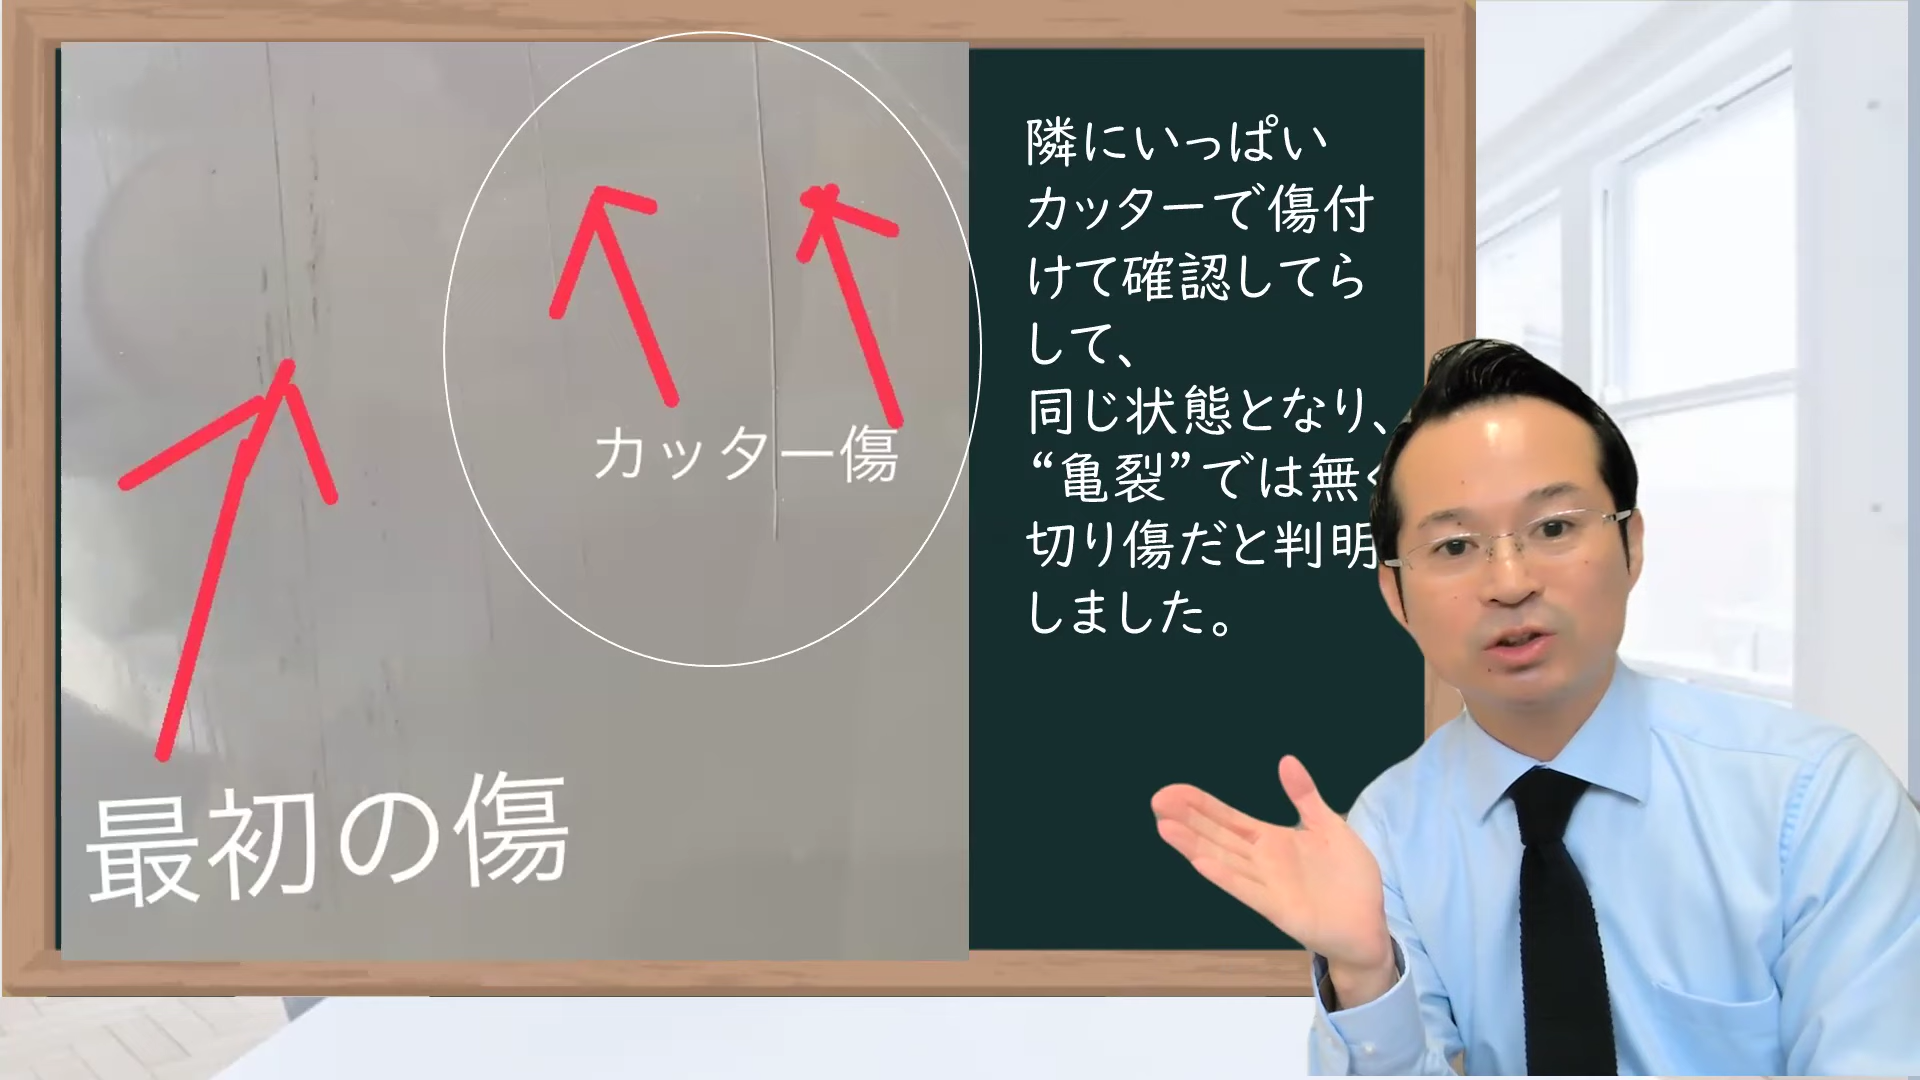 隣にいっぱい
カッターで傷付
けて確認してら
して、
同じ状態となり、
“亀裂”では無く
切り傷だと判明
しました。
カッター傷
最初の傷